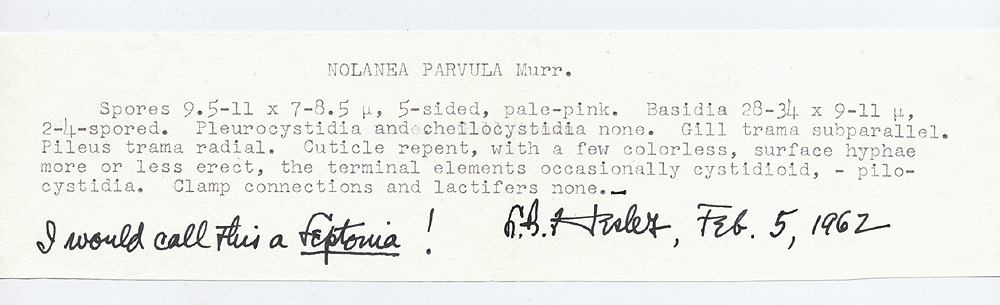 NOLANEA PARVULA Murr.
Spores 9.5-11 x 7-8.5 µ, 5-sided, pale-pink. Basidia 28-34 x 9-11 µ,
2-4-spored. Pleurocystidia and cheilocystidia none. Gill trama subparallel.
Pileus trama radial. Cuticle repent, with a few colorless, surface hyphae
more or less erect, the terminal elements occasionally cystidioid, - pilo-
cystidia. Clamp connections and lactifers none.
I would call this a Leptonia ! L.R. Hesler, Feb. 5, 1962